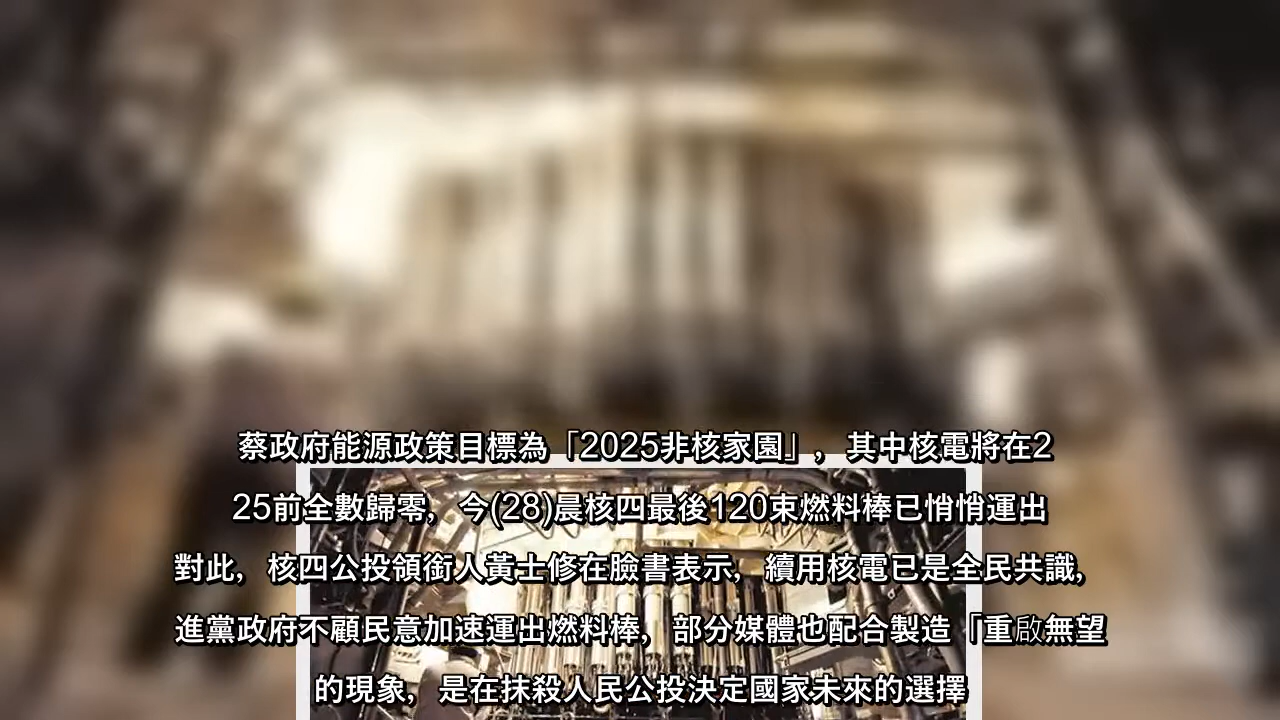 蔡政府能源政策目標為「2025非核家園」，其中核電將在2
25前全數歸零，今(28)晨核四最後120束燃料棒已悄悄運出
對此，核四公投領銜人黃士修在臉書表示，續用核電已是全民共識，
進黨政府不顧民意加速運出燃料棒，部分媒體也配合製造「重啟無望
的現象，是在抹殺人民公投決定國家未來的選擇